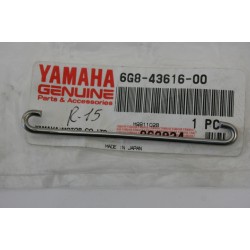 YAMAHA
GENUINE
Parts & Accessories
6G8-43616-00
R-15
1 PC
MADE IN JAPAN